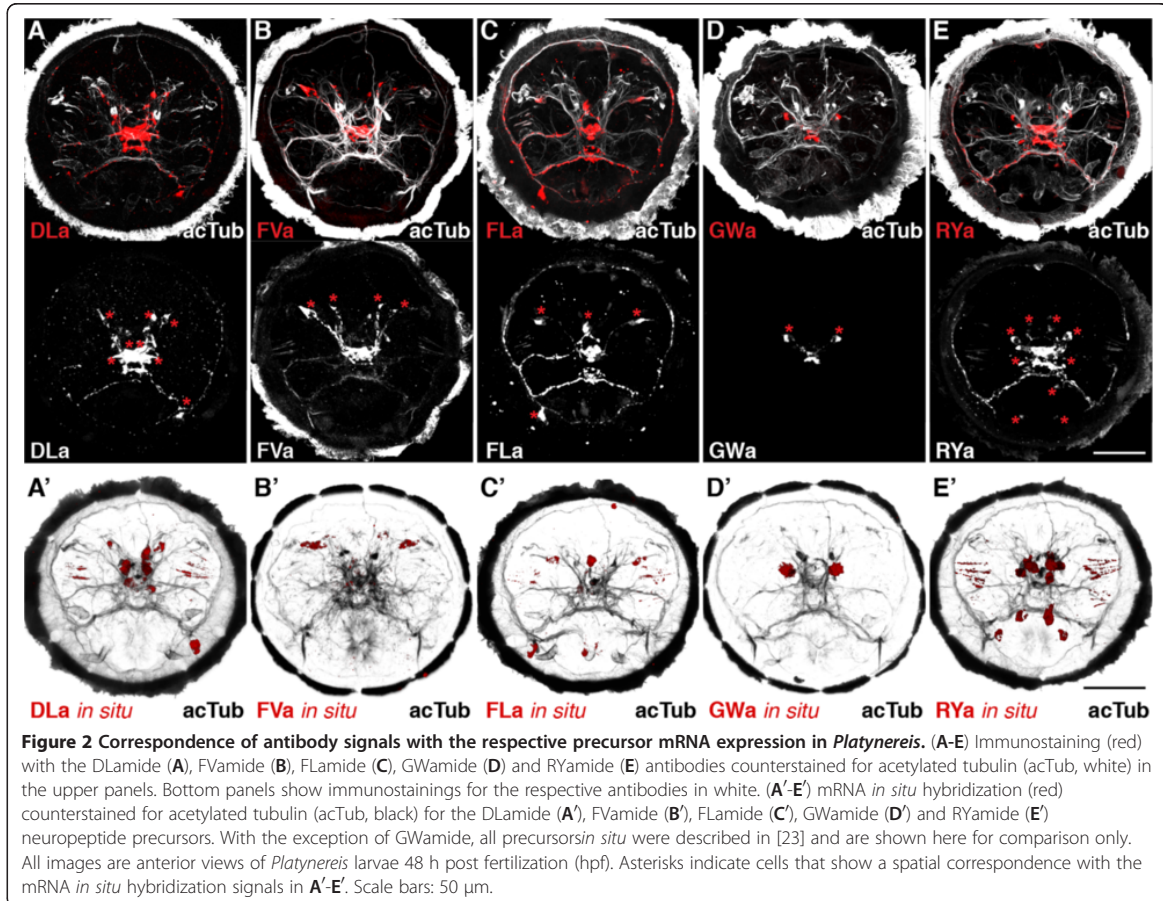 A B C D E
DLa acTub FVa acTub FLa acTub GWa acTub RYa acTub
DLa FVa FLa GWa RYa
A' B' C' D' E'
DLa in situ acTub FVa in situ acTub FLa in situ acTub GWa in situ acTub RYa in situ acTub
Figure 2 Correspondence of antibody signals with the respective precursor mRNA expression in Platynereis. (A-E) Immunostaining (red)
with the DLamide (A), FVamide (B), FLamide (C), GWamide (D) and RYamide (E) antibodies counterstained for acetylated tubulin (acTub, white) in
the upper panels. Bottom panels show immunostainings for the respective antibodies in white. (A′-E′) mRNA in situ hybridization (red)
counterstained for acetylated tubulin (acTub, black) for the DLamide (A′), FVamide (B′), FLamide (C′), GWamide (D′) and RYamide (E′)
neuropeptide precursors. With the exception of GWamide, all precursorsin situ were described in [23] and are shown here for comparison only.
All images are anterior views of Platynereis larvae 48 h post fertilization (hpf). Asterisks indicate cells that show a spatial correspondence with the
mRNA in situ hybridization signals in A′-E′. Scale bars: 50 μm.